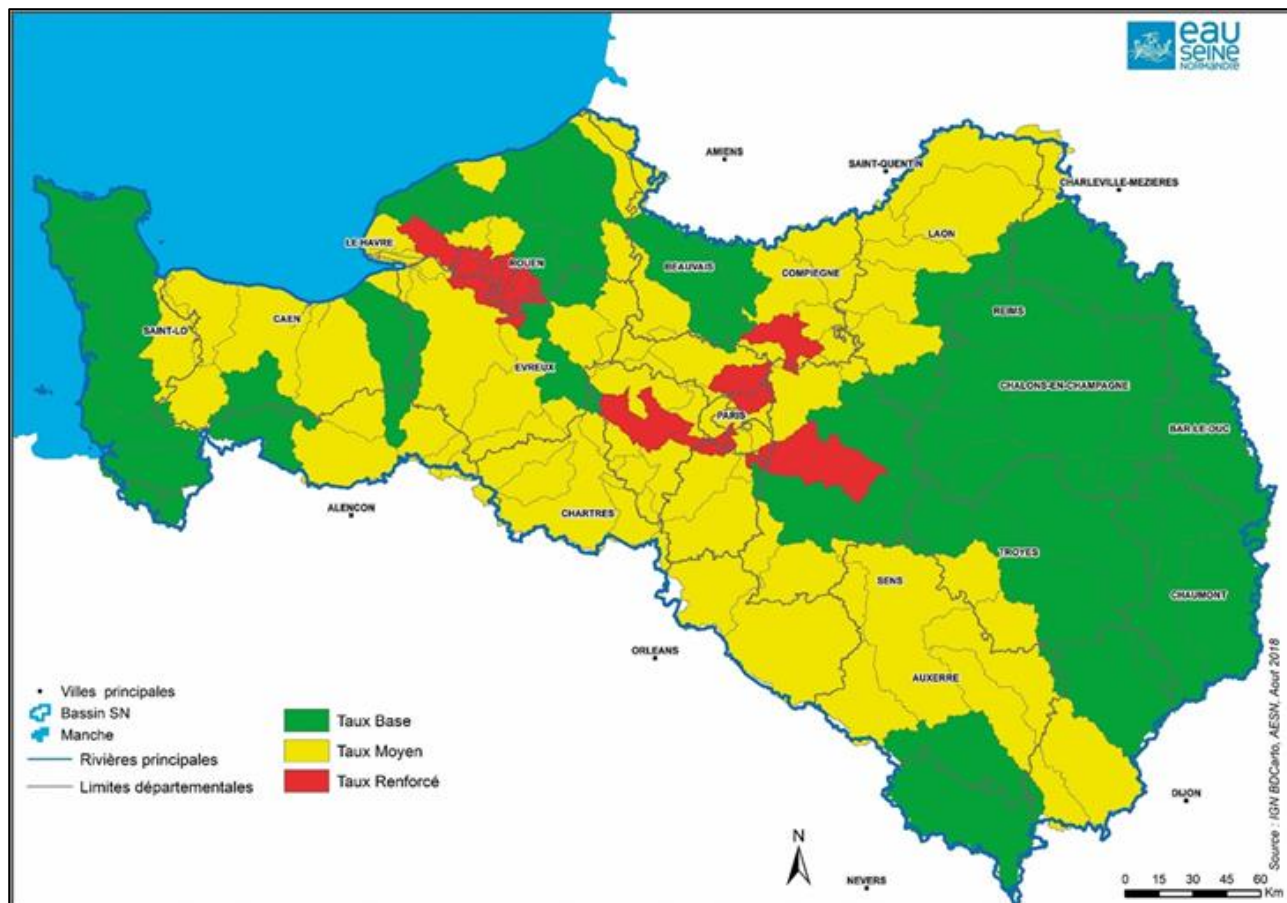 eau
SEINE
NORMANDIE
AMIENS
SAINT-QUENTIN
CHARLEVILLE-MEZIERES
LE HAVRE
ROUEN
BEAUVAIS
COMPIEGNE
LAON
SAINT-LO
CAEN
EVREUX
REIMS
CHALONS-EN-CHAMPAGNE
PARIS
BAR-LE-DUC
ALENCON
CHARTRES
TROYES
SENS
CHAUMONT
ORLEANS
AUXERRE
DIJON
NEVERS
Villes principales
Bassin SN
Manche
Rivières principales
Limites départementales
Taux Base
Taux Moyen
Taux Renforcé
N
0 15 30 45 60
Km
Source : IGN BDCarto, AESN, Aout 2018